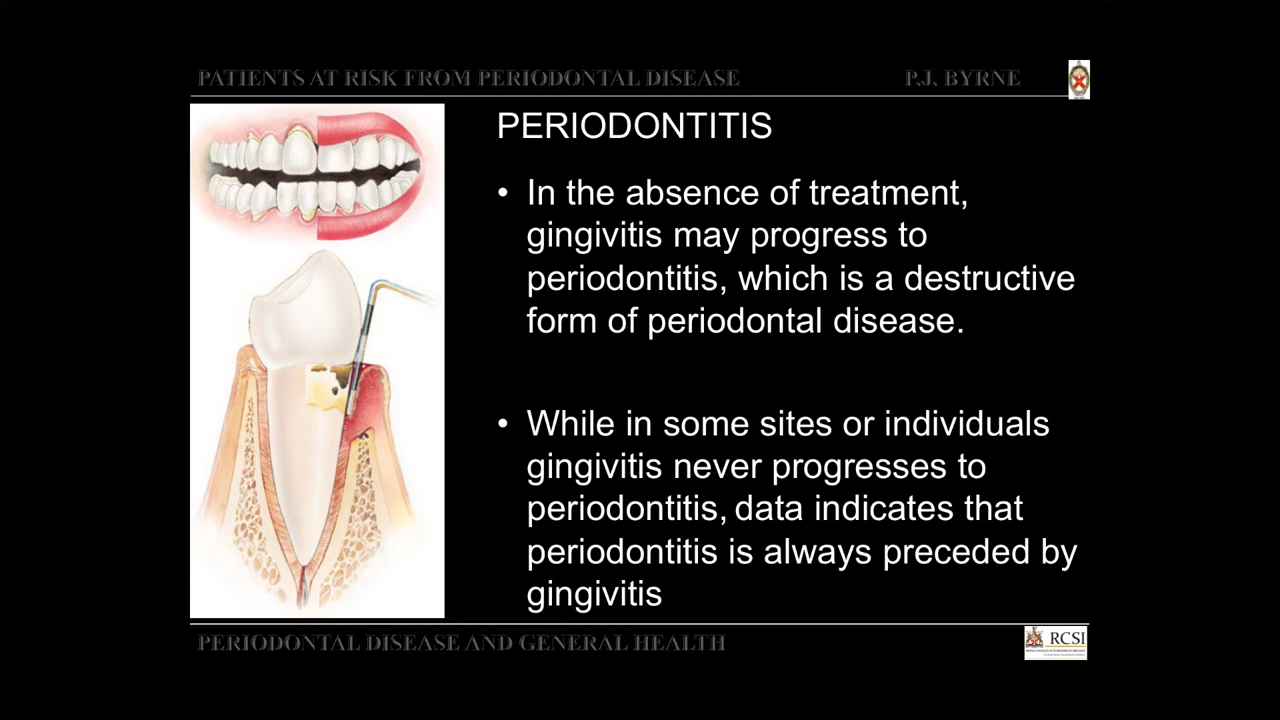 PATIENTS AT RISK FROM PERIODONTAL DISEASE P.J. BYRNE
PERIODONTITIS
• In the absence of treatment,
gingivitis may progress to
periodontitis, which is a destructive
form of periodontal disease.
• While in some sites or individuals
gingivitis never progresses to
periodontitis, data indicates that
periodontitis is always preceded by
gingivitis
PERIODONTAL DISEASE AND GENERAL HEALTH
RCSI